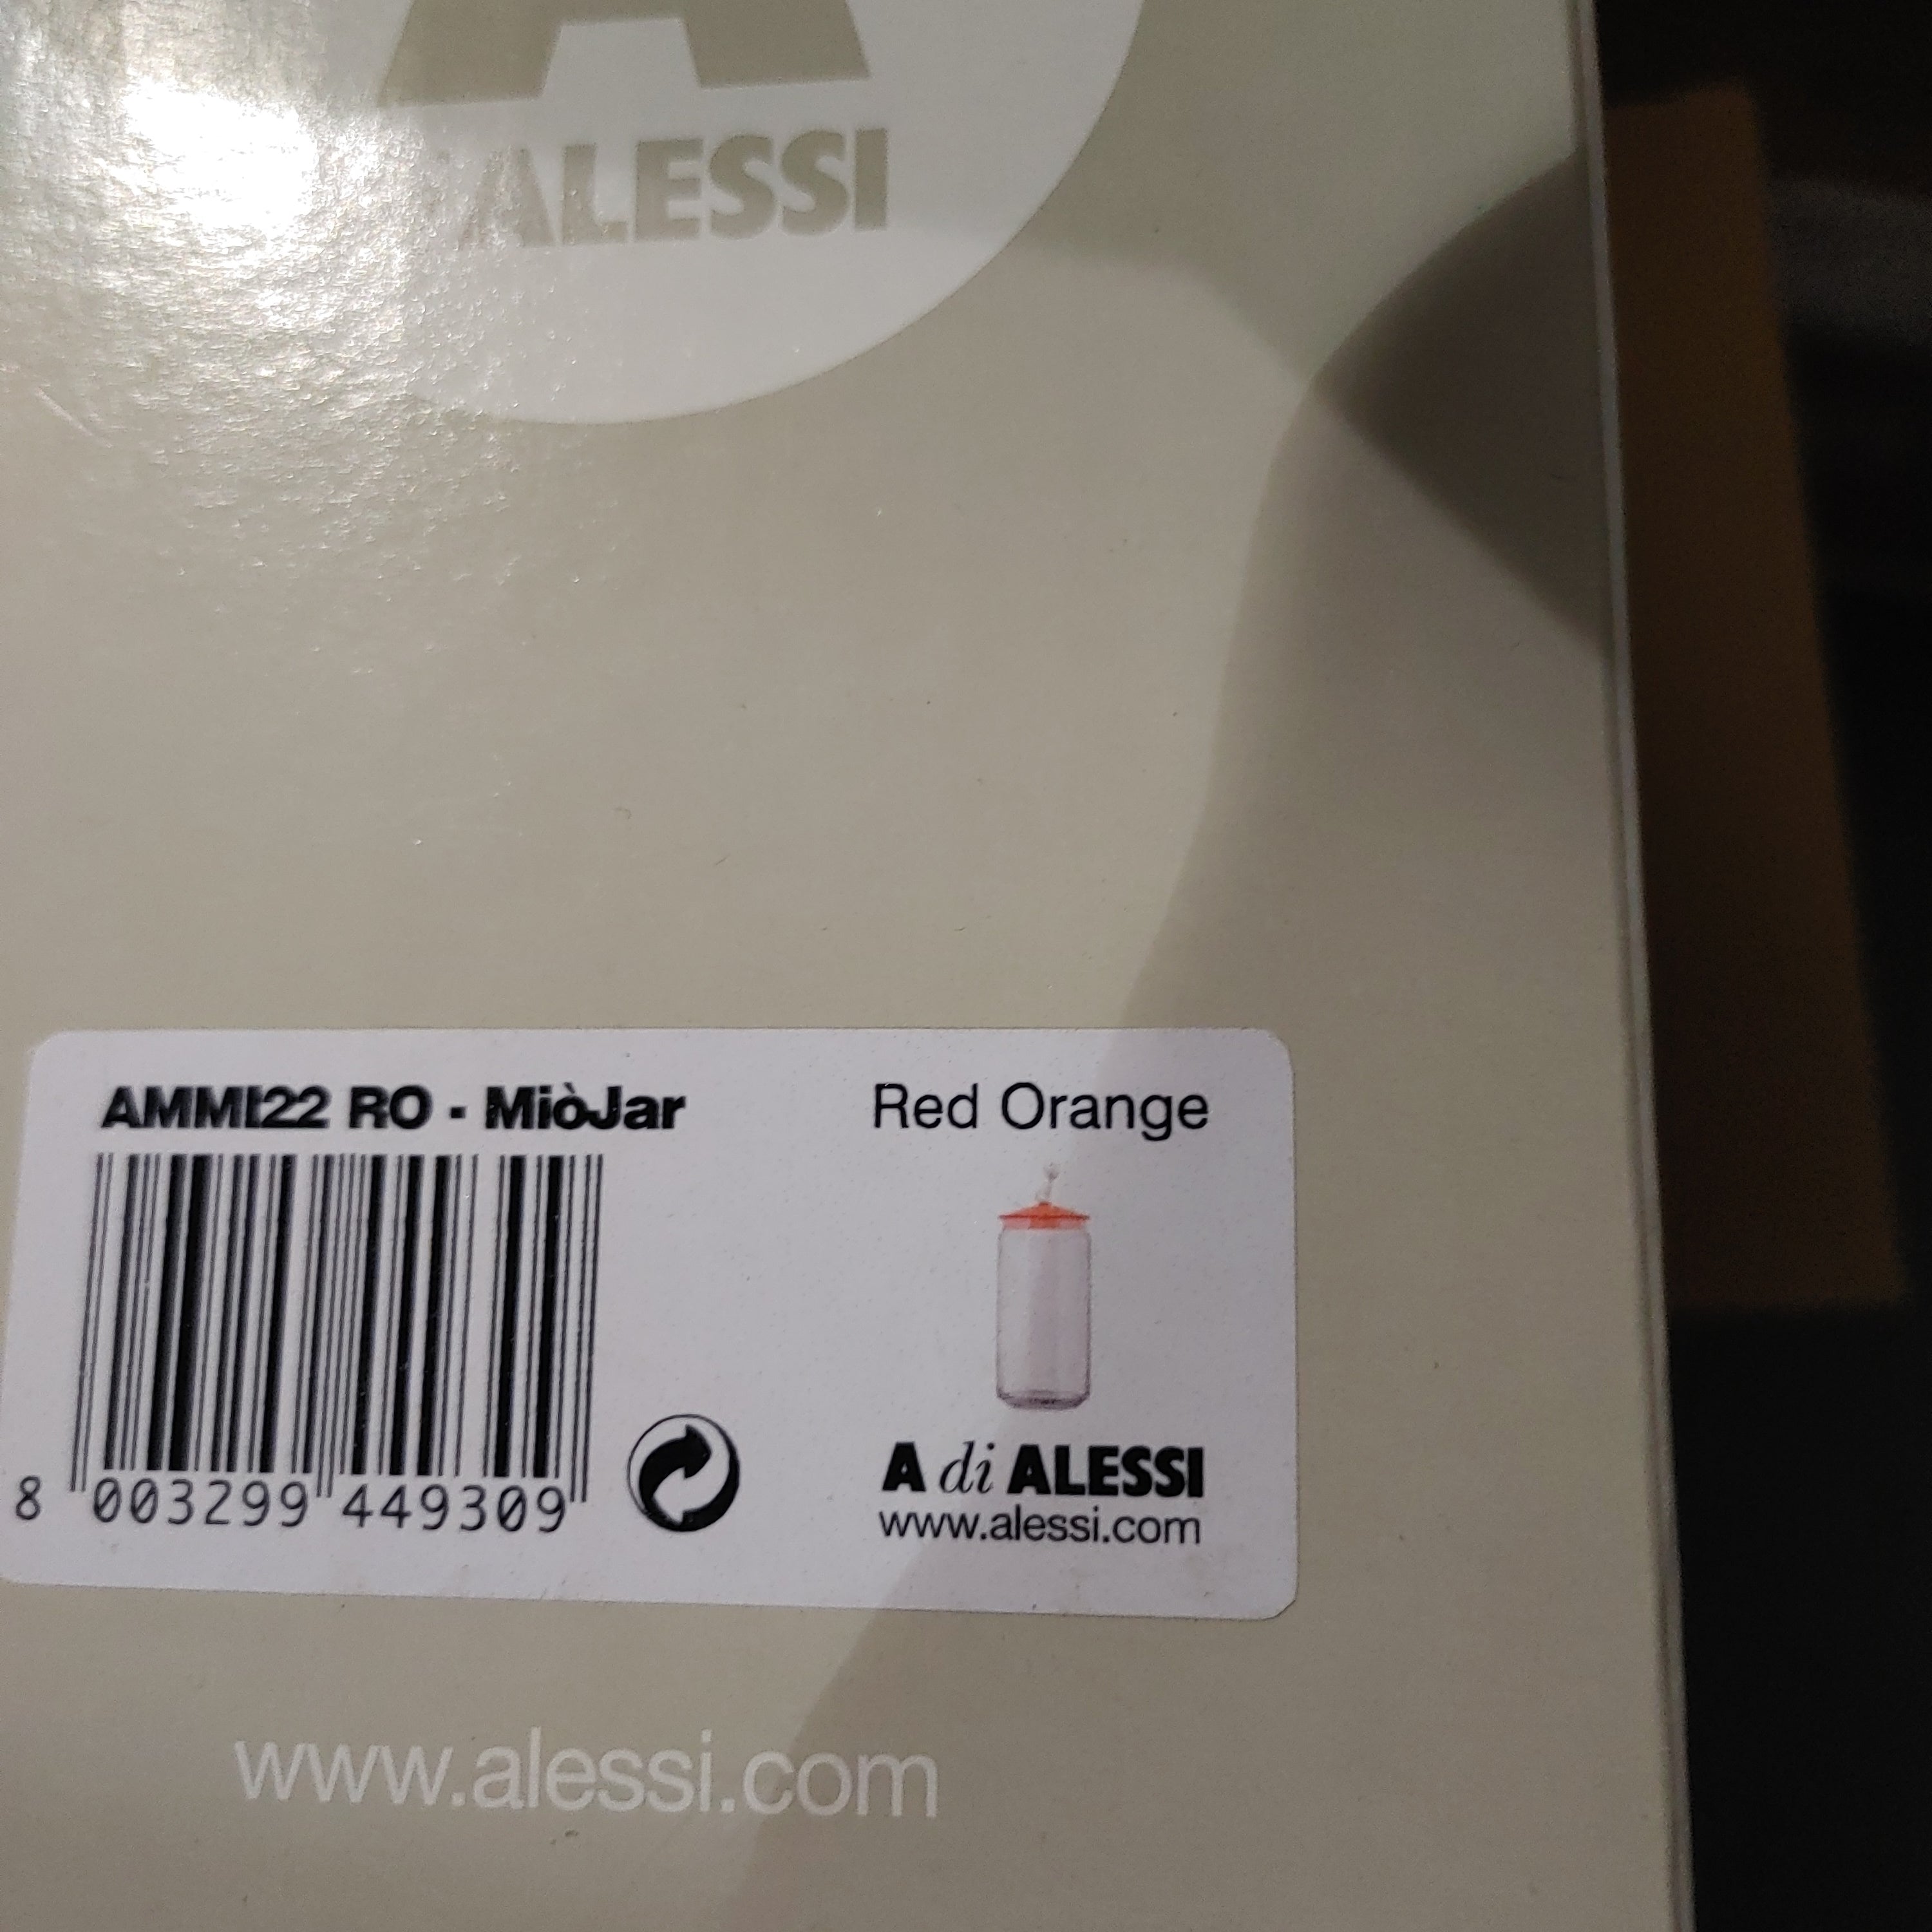 A
ALESSI
AMMI22 RO - MiòJar
Red Orange
8 003299 449309
A di ALESSI
www.alessi.com
www.alessi.com